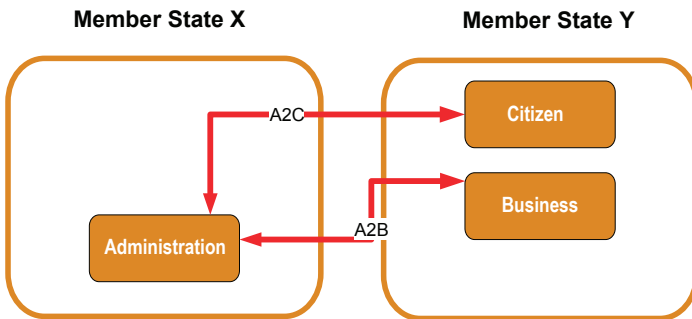 Member State X
Member State Y
A2C
Citizen
Business
A2B
Administration